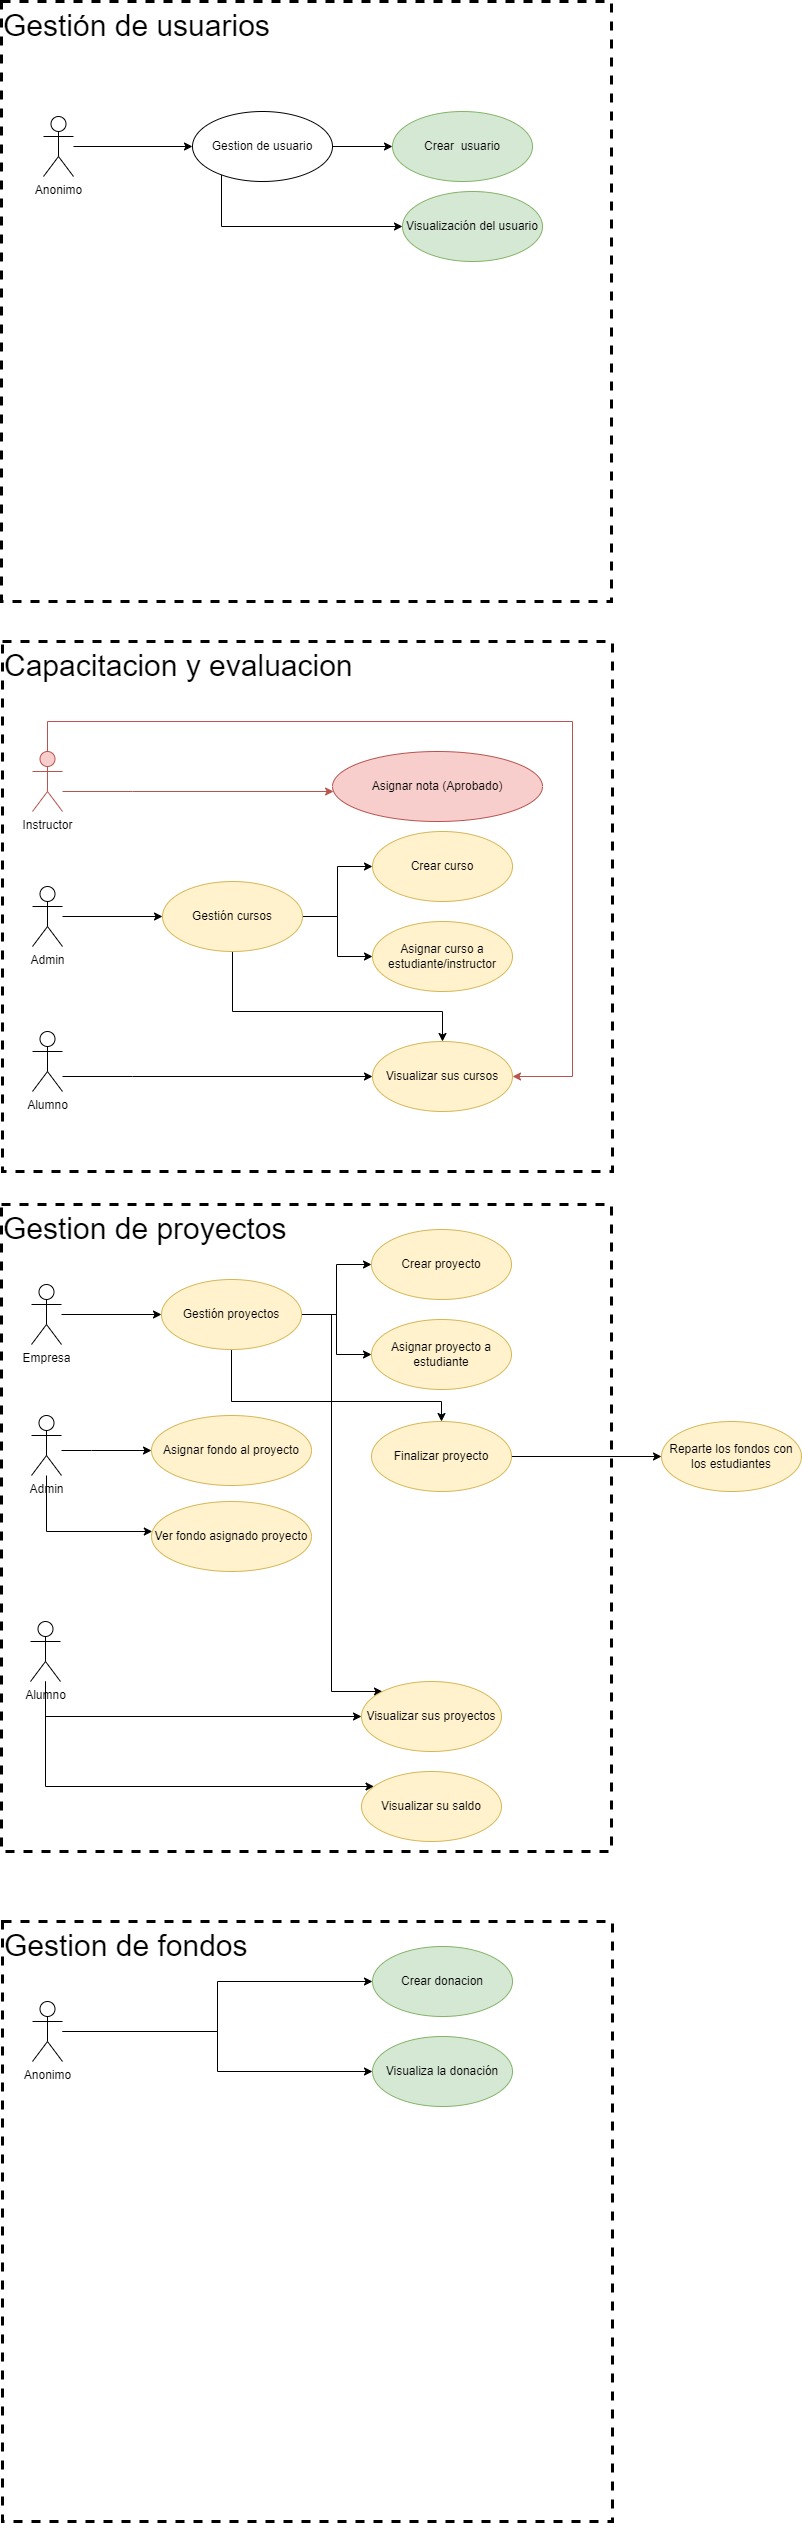 Gestión de usuarios
Anonimo
Gestion de usuario
Crear usuario
Visualización del usuario
Capacitacion y evaluacion
Instructor
Asignar nota (Aprobado)
Crear curso
Admin
Gestión cursos
Asignar curso a
estudiante/instructor
Alumno
Visualizar sus cursos
Gestion de proyectos
Empresa
Gestión proyectos
Crear proyecto
Asignar proyecto a
estudiante
Admin
Asignar fondo al proyecto
Finalizar proyecto
Reparte los fondos con
los estudiantes
Ver fondo asignado proyecto
Alumno
Visualizar sus proyectos
Visualizar su saldo
Gestion de fondos
Anonimo
Crear donacion
Visualiza la donación